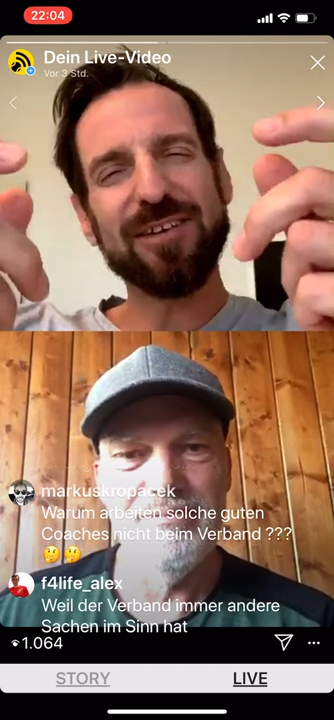 22:04
Dein Live-Video
Vor 3 Std.
markuskropacek
Warum arbeiten solche guten
Coaches nicht beim Verband ???
🤔🤔
f4life_alex
Weil der Verband immer andere
Sachen im Sinn hat
1.064
STORY
LIVE